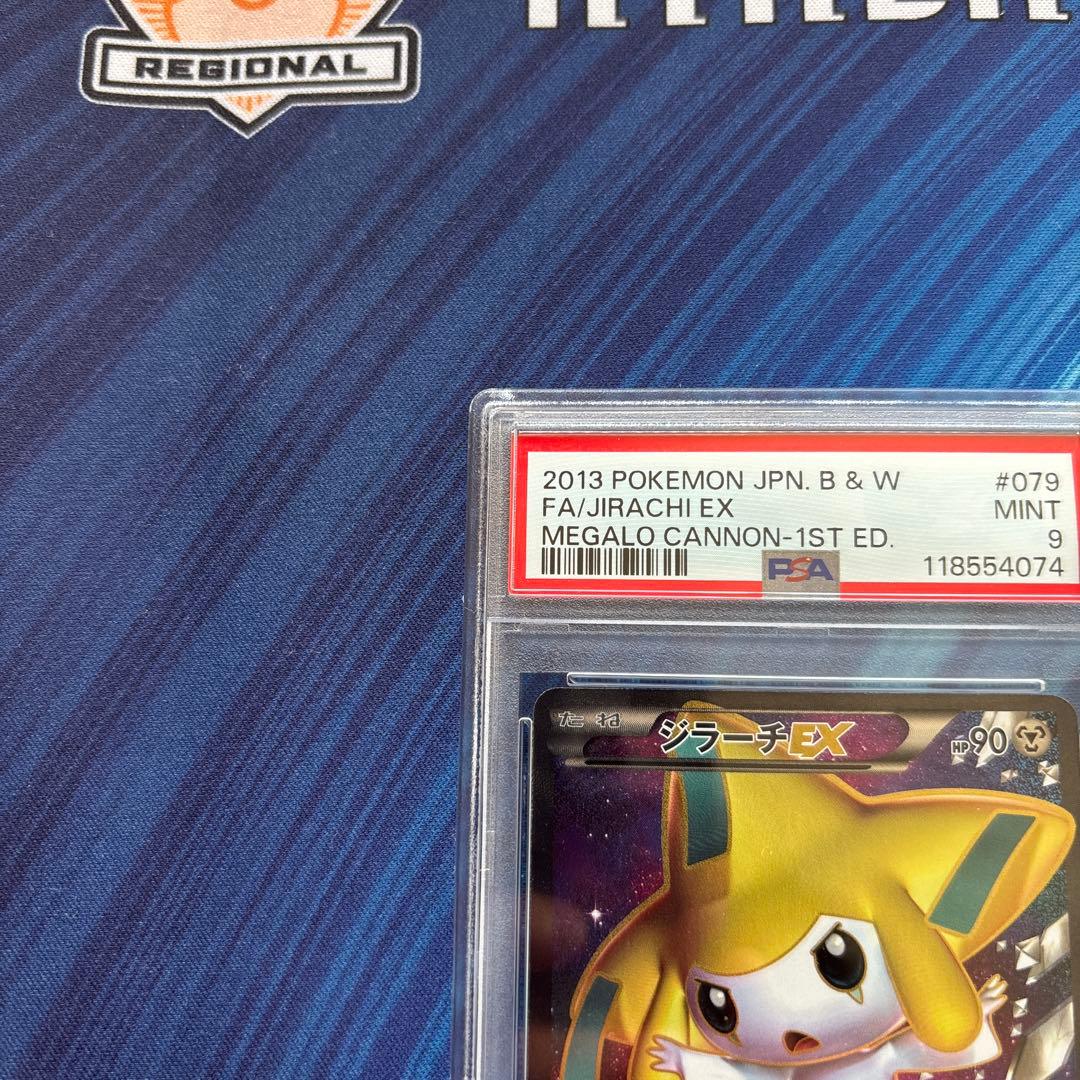 REGIONAL
2013 POKEMON JPN. B & W #079
FA/JIRACHI EX MINT
MEGALO CANNON-1ST ED. 9
PSA 118554074
たね ジラーチEX HP90